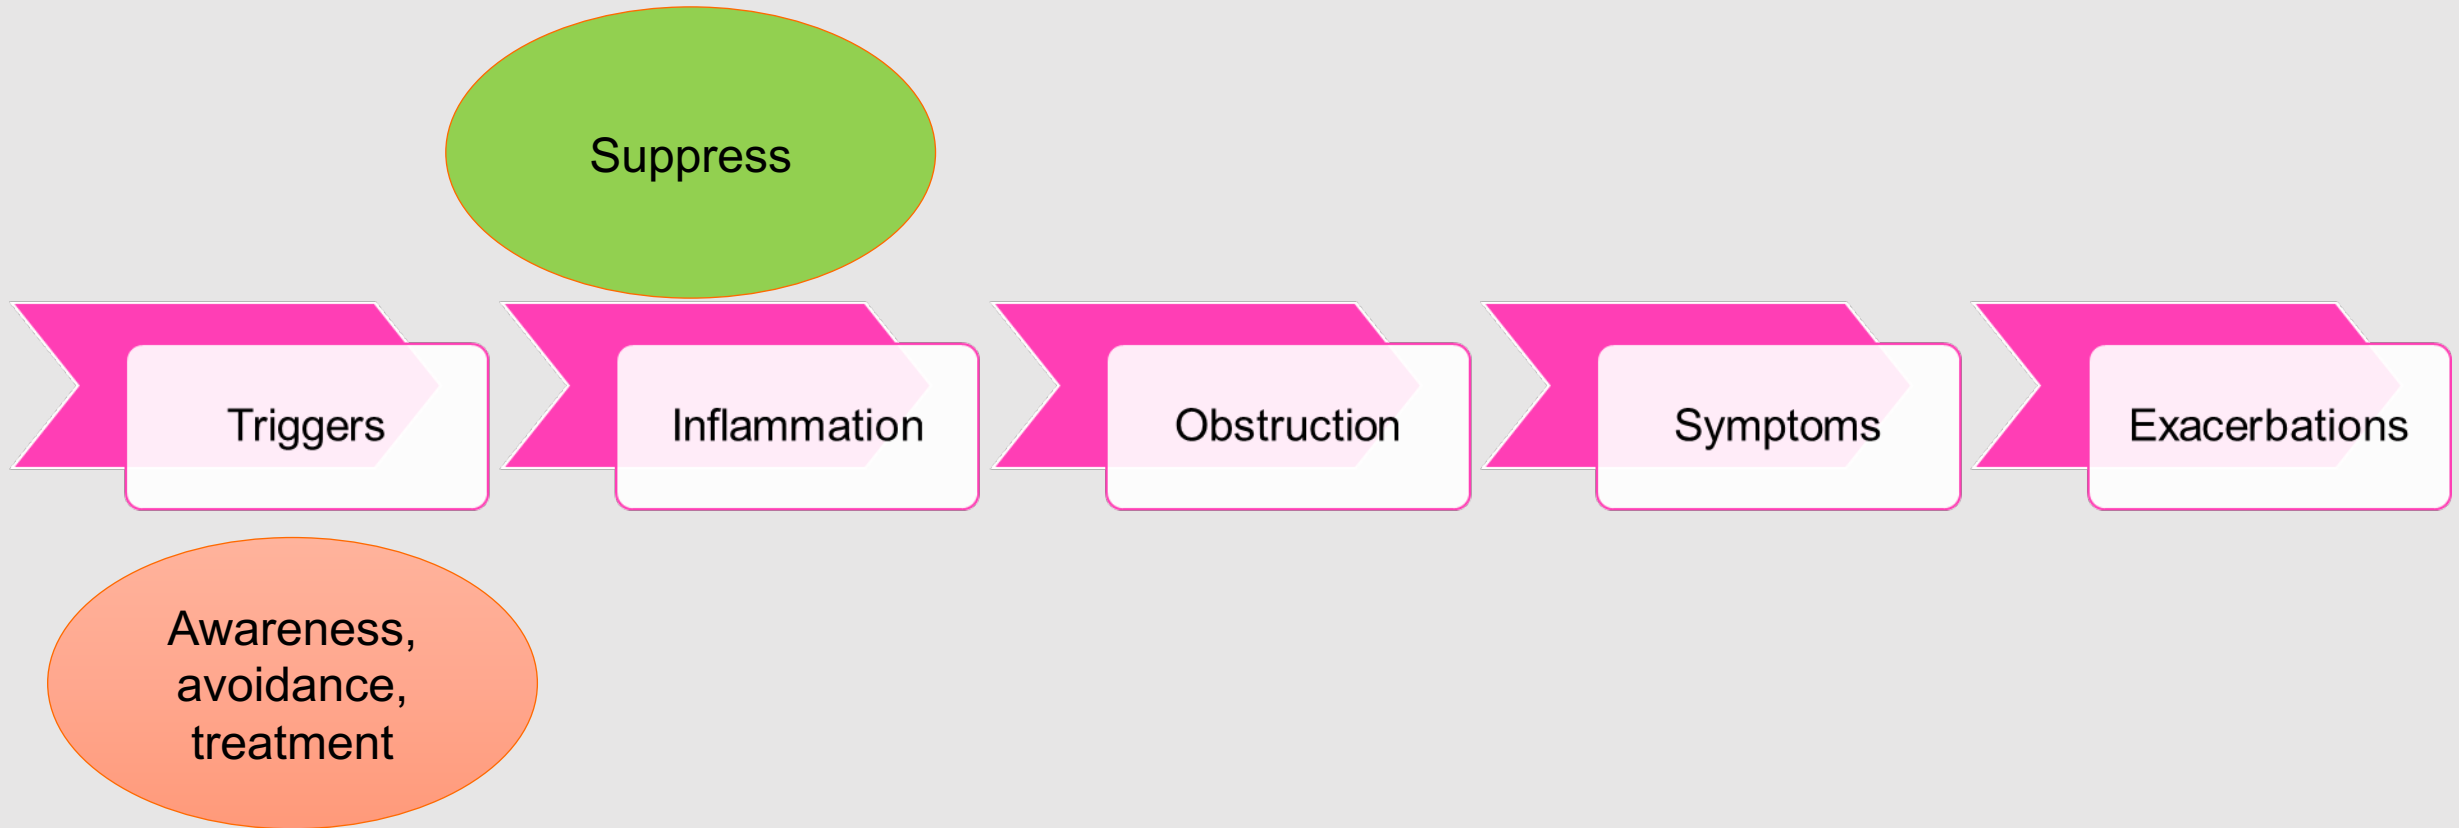 Suppress
Triggers
Inflammation
Obstruction
Symptoms
Exacerbations
Awareness,
avoidance,
treatment